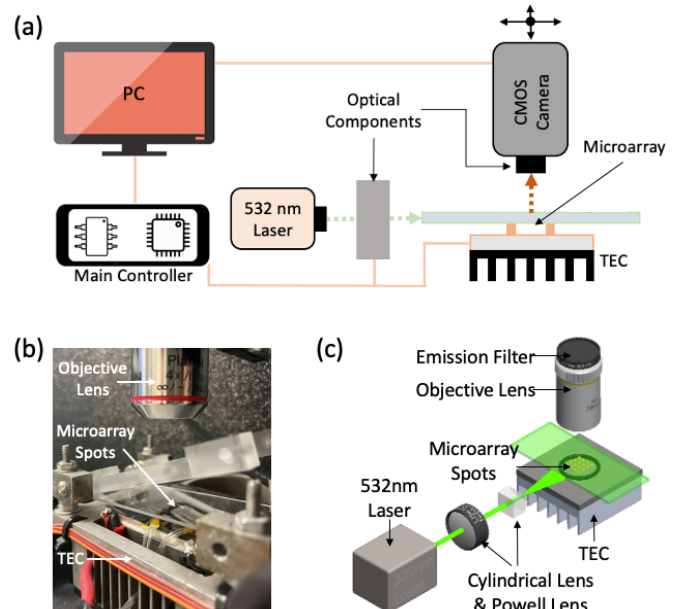 (a)
PC
Optical
Components
CMOS
Camera
Microarray
532 nm
Laser
Main Controller
TEC
(b)
Objective
Lens
4x/
∞/-
Microarray
Spots
TEC
(c)
Emission Filter
Objective Lens
Microarray
Spots
532nm
Laser
TEC
Cylindrical Lens
& Powell Lens